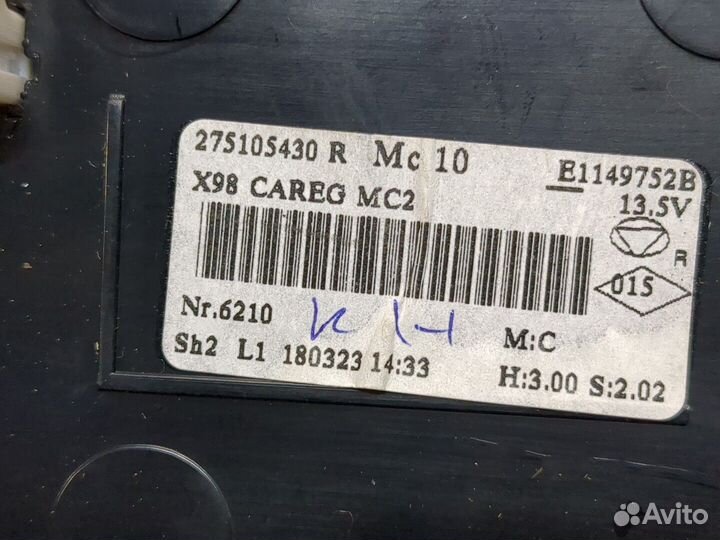 275105430 R Mc 10
E1149752B
X98 CAREG MC2
13.5V
R
015
Nr.6210
K H
M:C
Sh2 L1 180323 14:33
H:3.00 S:2.02
Avito